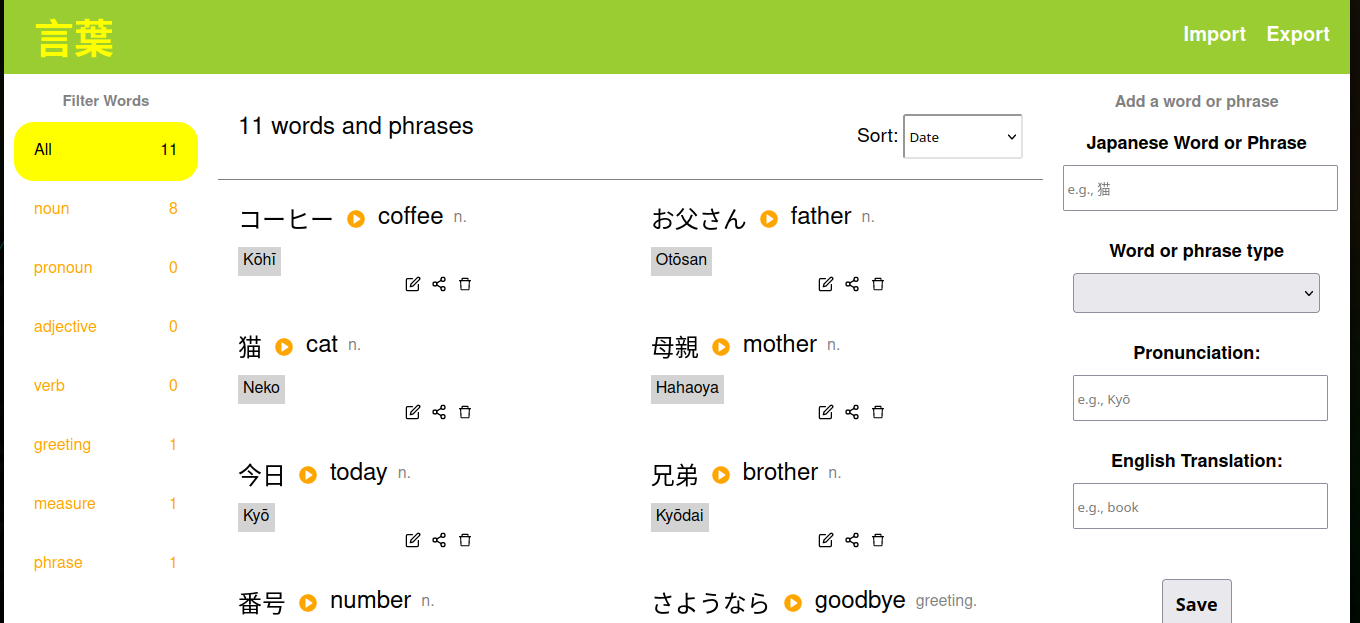 言葉
Import Export
Filter Words
All 11
noun 8
pronoun 0
adjective 0
verb 0
greeting 1
measure 1
phrase 1
11 words and phrases
Sort: Date
コーヒー coffee n.
Kōhī
お父さん father n.
Otōsan
猫 cat n.
Neko
母親 mother n.
Hahaoya
今日 today n.
Kyō
兄弟 brother n.
Kyōdai
番号 number n.
さようなら goodbye greeting.
Add a word or phrase
Japanese Word or Phrase
e.g., 猫
Word or phrase type
Pronunciation:
e.g., Kyō
English Translation:
e.g., book
Save